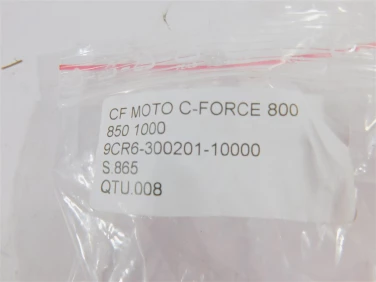 CF MOTO C-FORCE 800
850 1000
9CR6-300201-10000
S.865
QTU.008